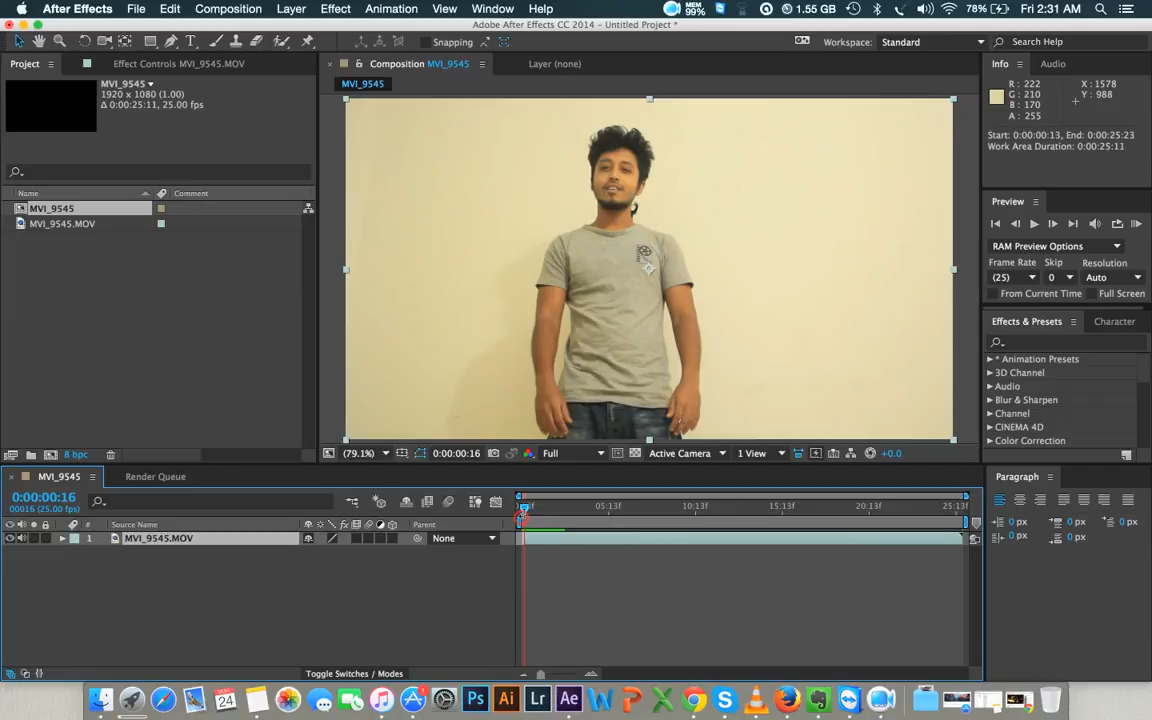 After Effects File Edit Composition Layer Effect Animation View Window Help MEM 99% 1.55 GB 78% Fri 2:31 AM
Adobe After Effects CC 2014 - Untitled Project *
Snapping Workspace: Standard Search Help
Project Effect Controls MVI_9545.MOV Composition MVI_9545 Layer (none) Info Audio
MVI_9545
MVI_9545
1920 x 1080 (1.00)
Δ 0:00:25:11, 25.00 fps
R : 222 X : 1578
G : 210 Y : 988
B : 170
A : 255
Start: 0:00:00:13, End: 0:00:25:23
Work Area Duration: 0:00:25:11
Name Comment
MVI_9545
MVI_9545.MOV
Preview
RAM Preview Options
Frame Rate Skip Resolution
(25) 0 Auto
From Current Time Full Screen
Effects & Presets Character
* Animation Presets
3D Channel
Audio
Blur & Sharpen
Channel
CINEMA 4D
Color Correction
8 bpc (79.1%) 0:00:00:16 Full Active Camera 1 View +0.0
MVI_9545 Render Queue Paragraph
0:00:00:16
00016 (25.00 fps)
05:13f 10:13f 15:13f 20:13f 25:13f
# Source Name Parent
1 MVI_9545.MOV None
0 px 0 px 0 px
0 px 0 px
Toggle Switches / Modes
24 1 Ps Ai Lr Ae W P X S